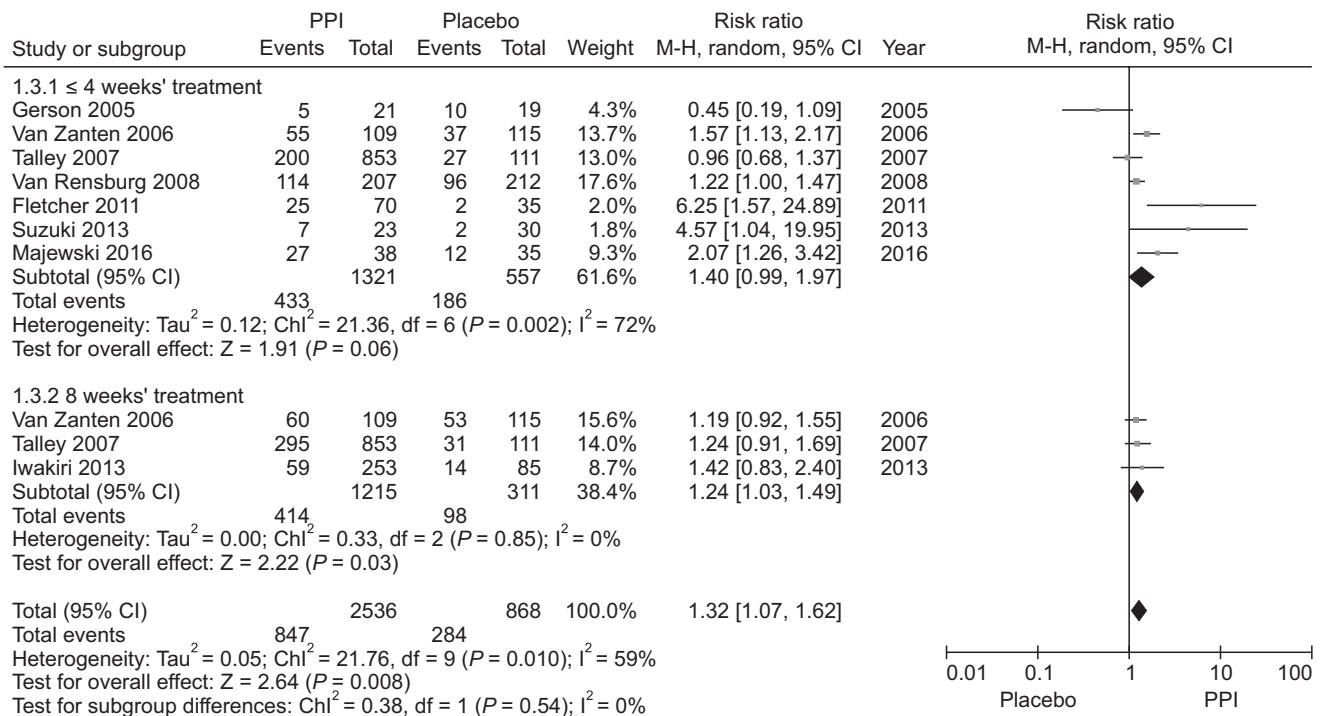 PPI Placebo Risk ratio Risk ratio
Study or subgroup Events Total Events Total Weight M-H, random, 95% CI Year M-H, random, 95% CI
1.3.1 ≤ 4 weeks' treatment
Gerson 2005 5 21 10 19 4.3% 0.45 [0.19, 1.09] 2005
Van Zanten 2006 55 109 37 115 13.7% 1.57 [1.13, 2.17] 2006
Talley 2007 200 853 27 111 13.0% 0.96 [0.68, 1.37] 2007
Van Rensburg 2008 114 207 96 212 17.6% 1.22 [1.00, 1.47] 2008
Fletcher 2011 25 70 2 35 2.0% 6.25 [1.57, 24.89] 2011
Suzuki 2013 7 23 2 30 1.8% 4.57 [1.04, 19.95] 2013
Majewski 2016 27 38 12 35 9.3% 2.07 [1.26, 3.42] 2016
Subtotal (95% CI) 1321 557 61.6% 1.40 [0.99, 1.97]
Total events 433 186
Heterogeneity: Tau² = 0.12; ChI² = 21.36, df = 6 (P = 0.002); I² = 72%
Test for overall effect: Z = 1.91 (P = 0.06)
1.3.2 8 weeks' treatment
Van Zanten 2006 60 109 53 115 15.6% 1.19 [0.92, 1.55] 2006
Talley 2007 295 853 31 111 14.0% 1.24 [0.91, 1.69] 2007
Iwakiri 2013 59 253 14 85 8.7% 1.42 [0.83, 2.40] 2013
Subtotal (95% CI) 1215 311 38.4% 1.24 [1.03, 1.49]
Total events 414 98
Heterogeneity: Tau² = 0.00; ChI² = 0.33, df = 2 (P = 0.85); I² = 0%
Test for overall effect: Z = 2.22 (P = 0.03)
Total (95% CI) 2536 868 100.0% 1.32 [1.07, 1.62]
Total events 847 284
Heterogeneity: Tau² = 0.05; ChI² = 21.76, df = 9 (P = 0.010); I² = 59%
Test for overall effect: Z = 2.64 (P = 0.008)
Test for subgroup differences: ChI² = 0.38, df = 1 (P = 0.54); I² = 0%
0.01 0.1 1 10 100
Placebo PPI